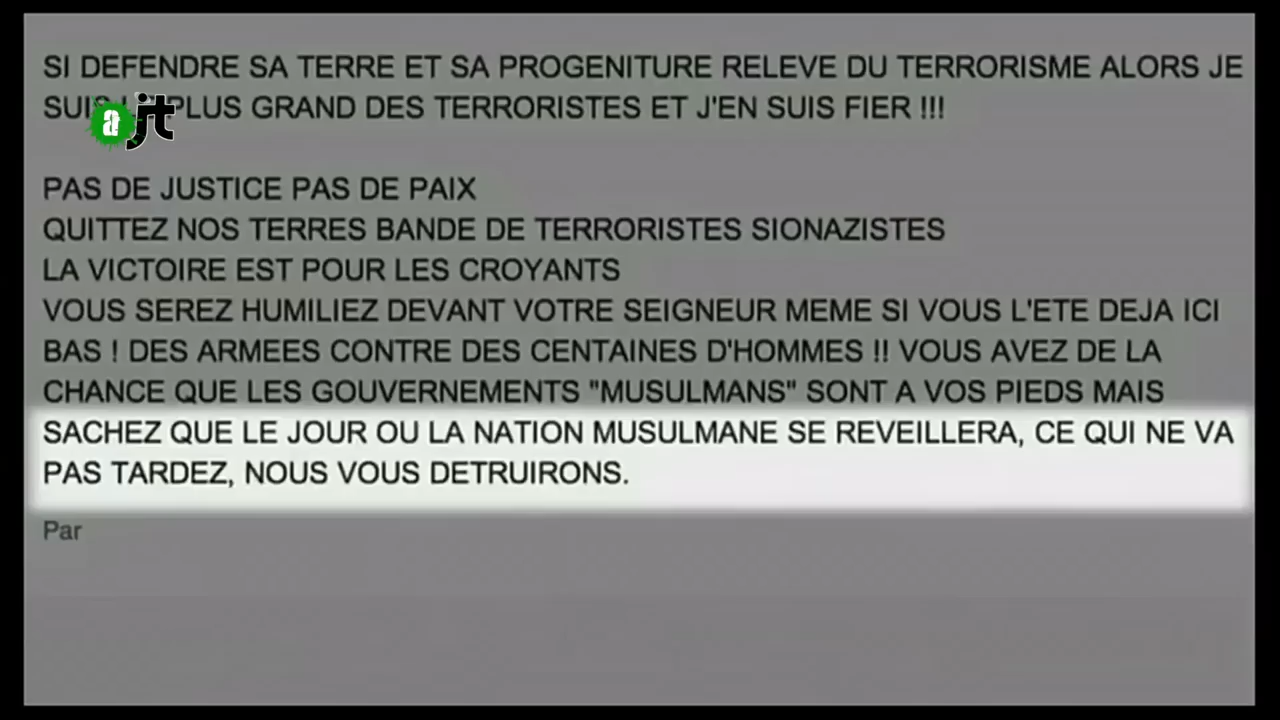 SI DEFENDRE SA TERRE ET SA PROGENITURE RELEVE DU TERRORISME ALORS JE
SUIS PLUS GRAND DES TERRORISTES ET J'EN SUIS FIER !!!
ajt
PAS DE JUSTICE PAS DE PAIX
QUITTEZ NOS TERRES BANDE DE TERRORISTES SIONAZISTES
LA VICTOIRE EST POUR LES CROYANTS
VOUS SEREZ HUMILIEZ DEVANT VOTRE SEIGNEUR MEME SI VOUS L'ETE DEJA ICI
BAS ! DES ARMEES CONTRE DES CENTAINES D'HOMMES !! VOUS AVEZ DE LA
CHANCE QUE LES GOUVERNEMENTS "MUSULMANS" SONT A VOS PIEDS MAIS
SACHEZ QUE LE JOUR OU LA NATION MUSULMANE SE REVEILLERA, CE QUI NE VA
PAS TARDEZ, NOUS VOUS DETRUIRONS.
Par